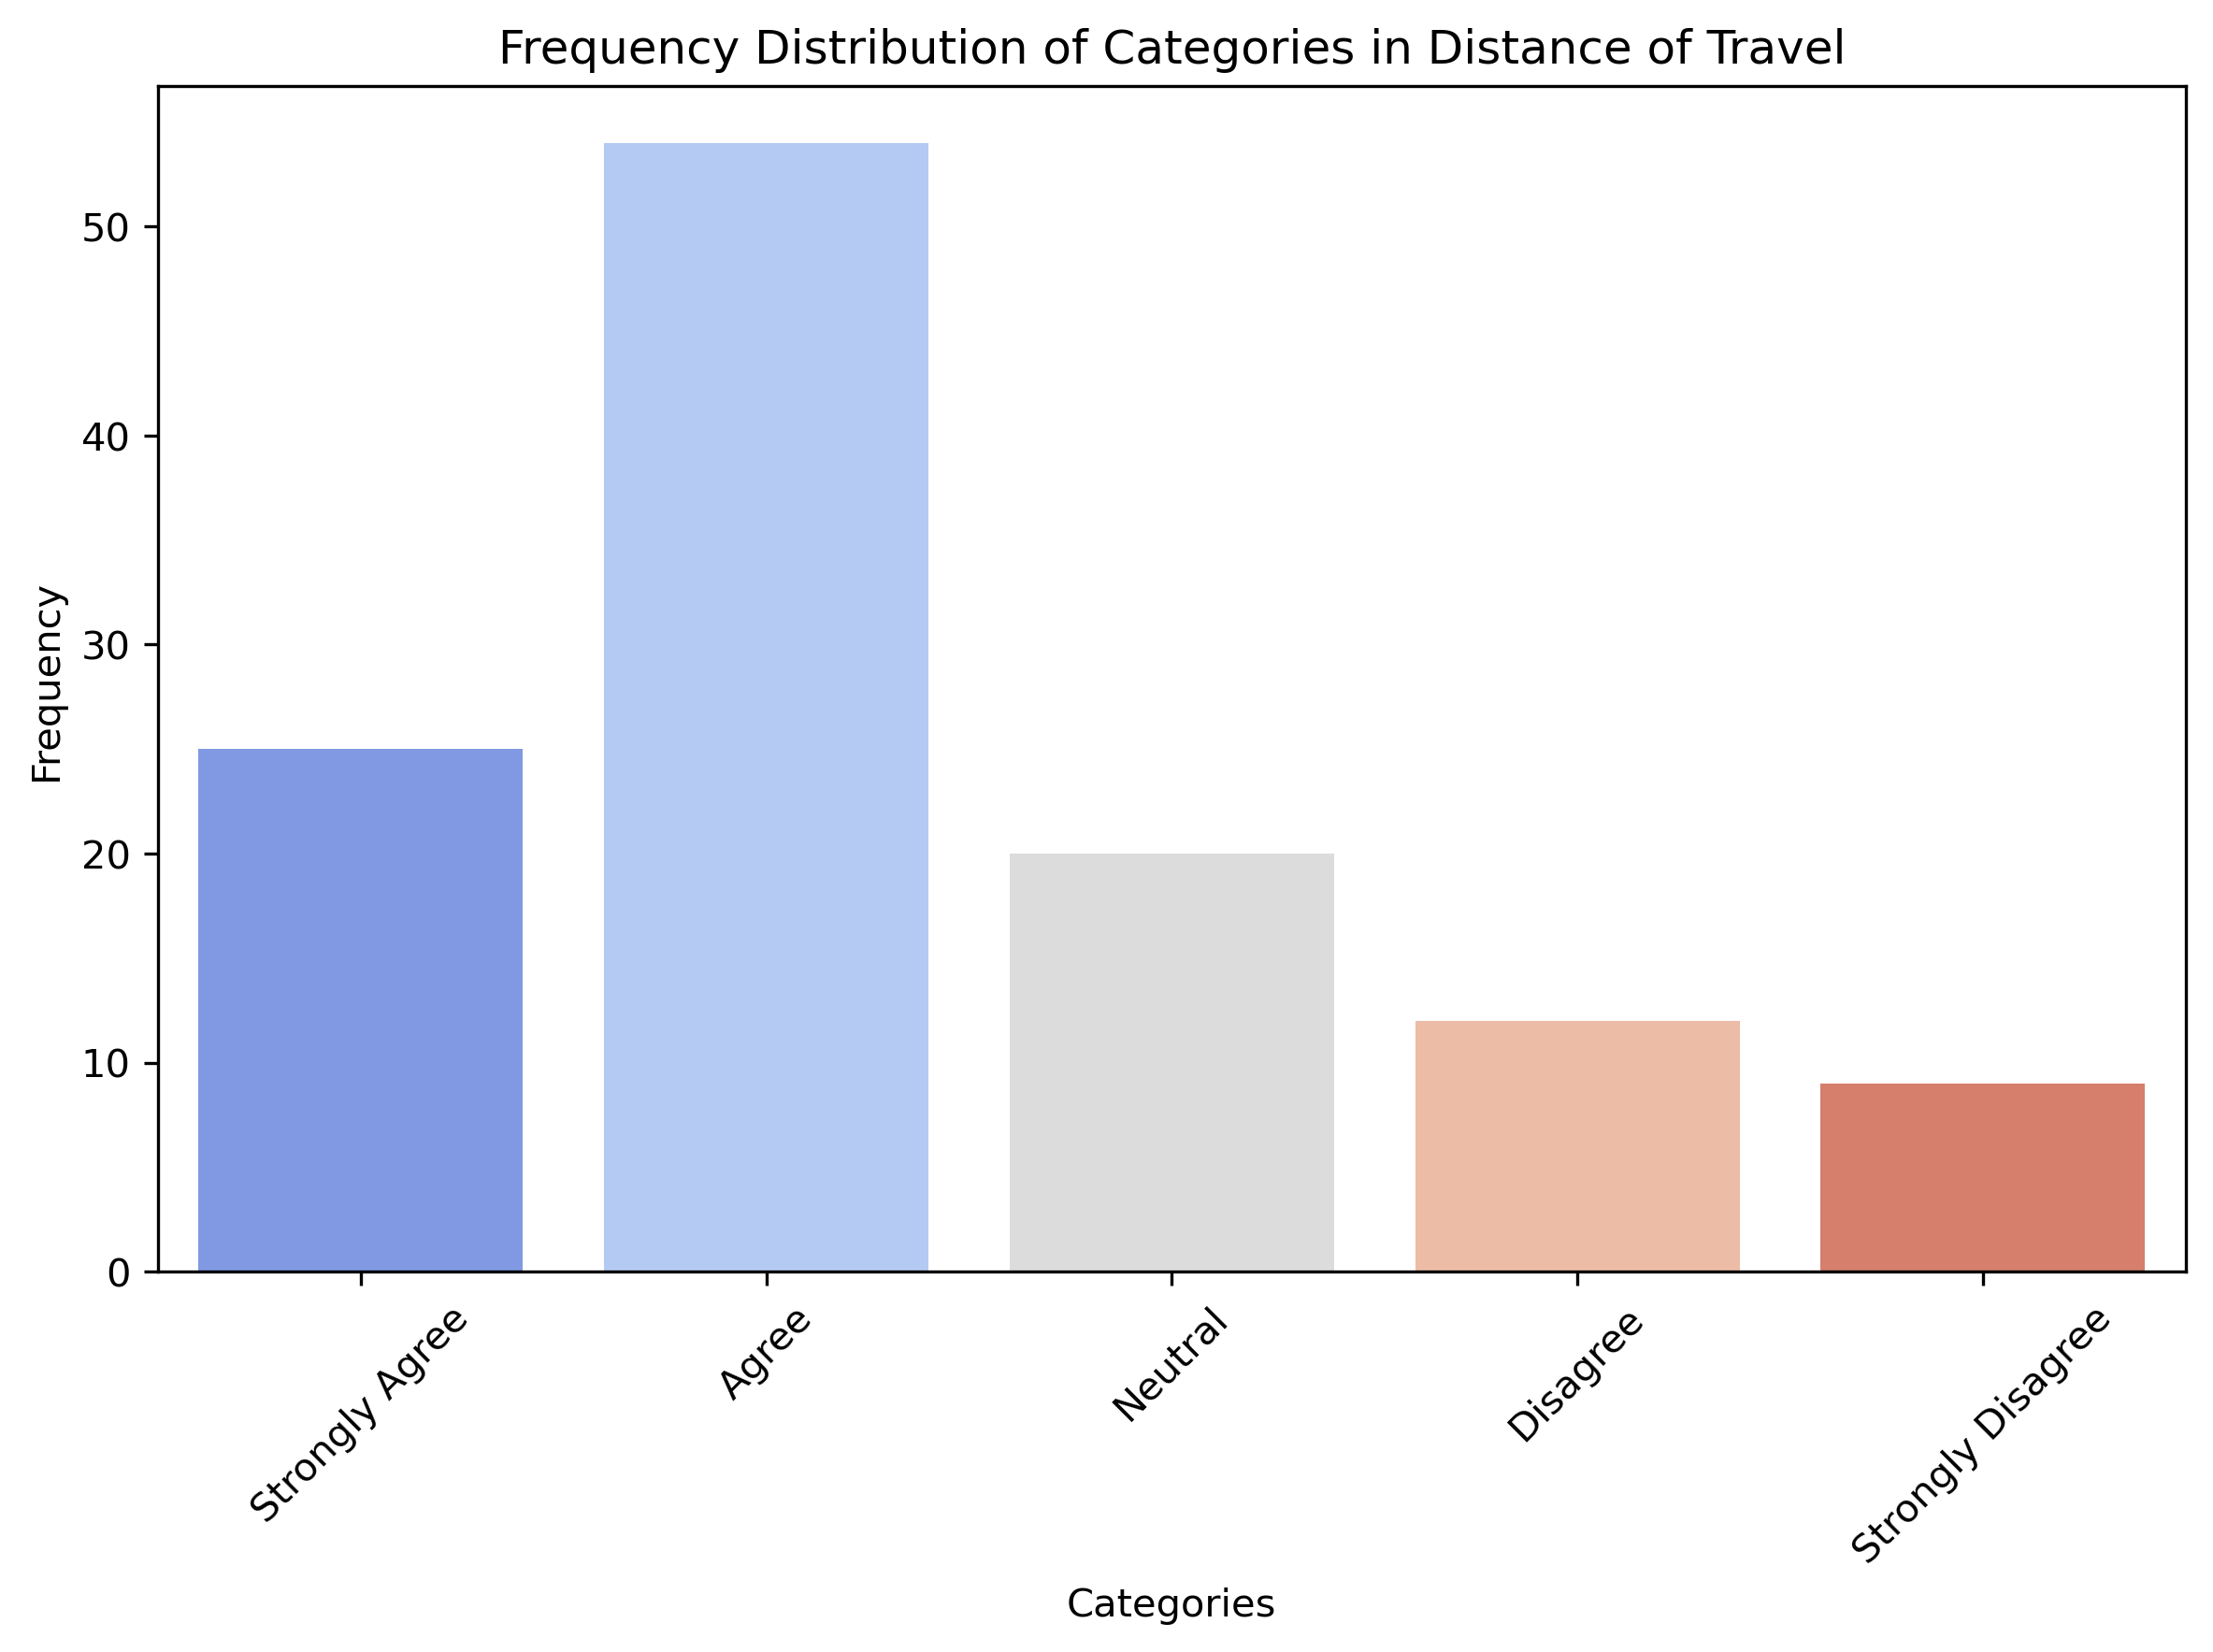 Frequency Distribution of Categories in Distance of Travel
Frequency
50
40
30
20
10
0
Strongly Agree
Agree
Neutral
Disagree
Strongly Disagree
Categories